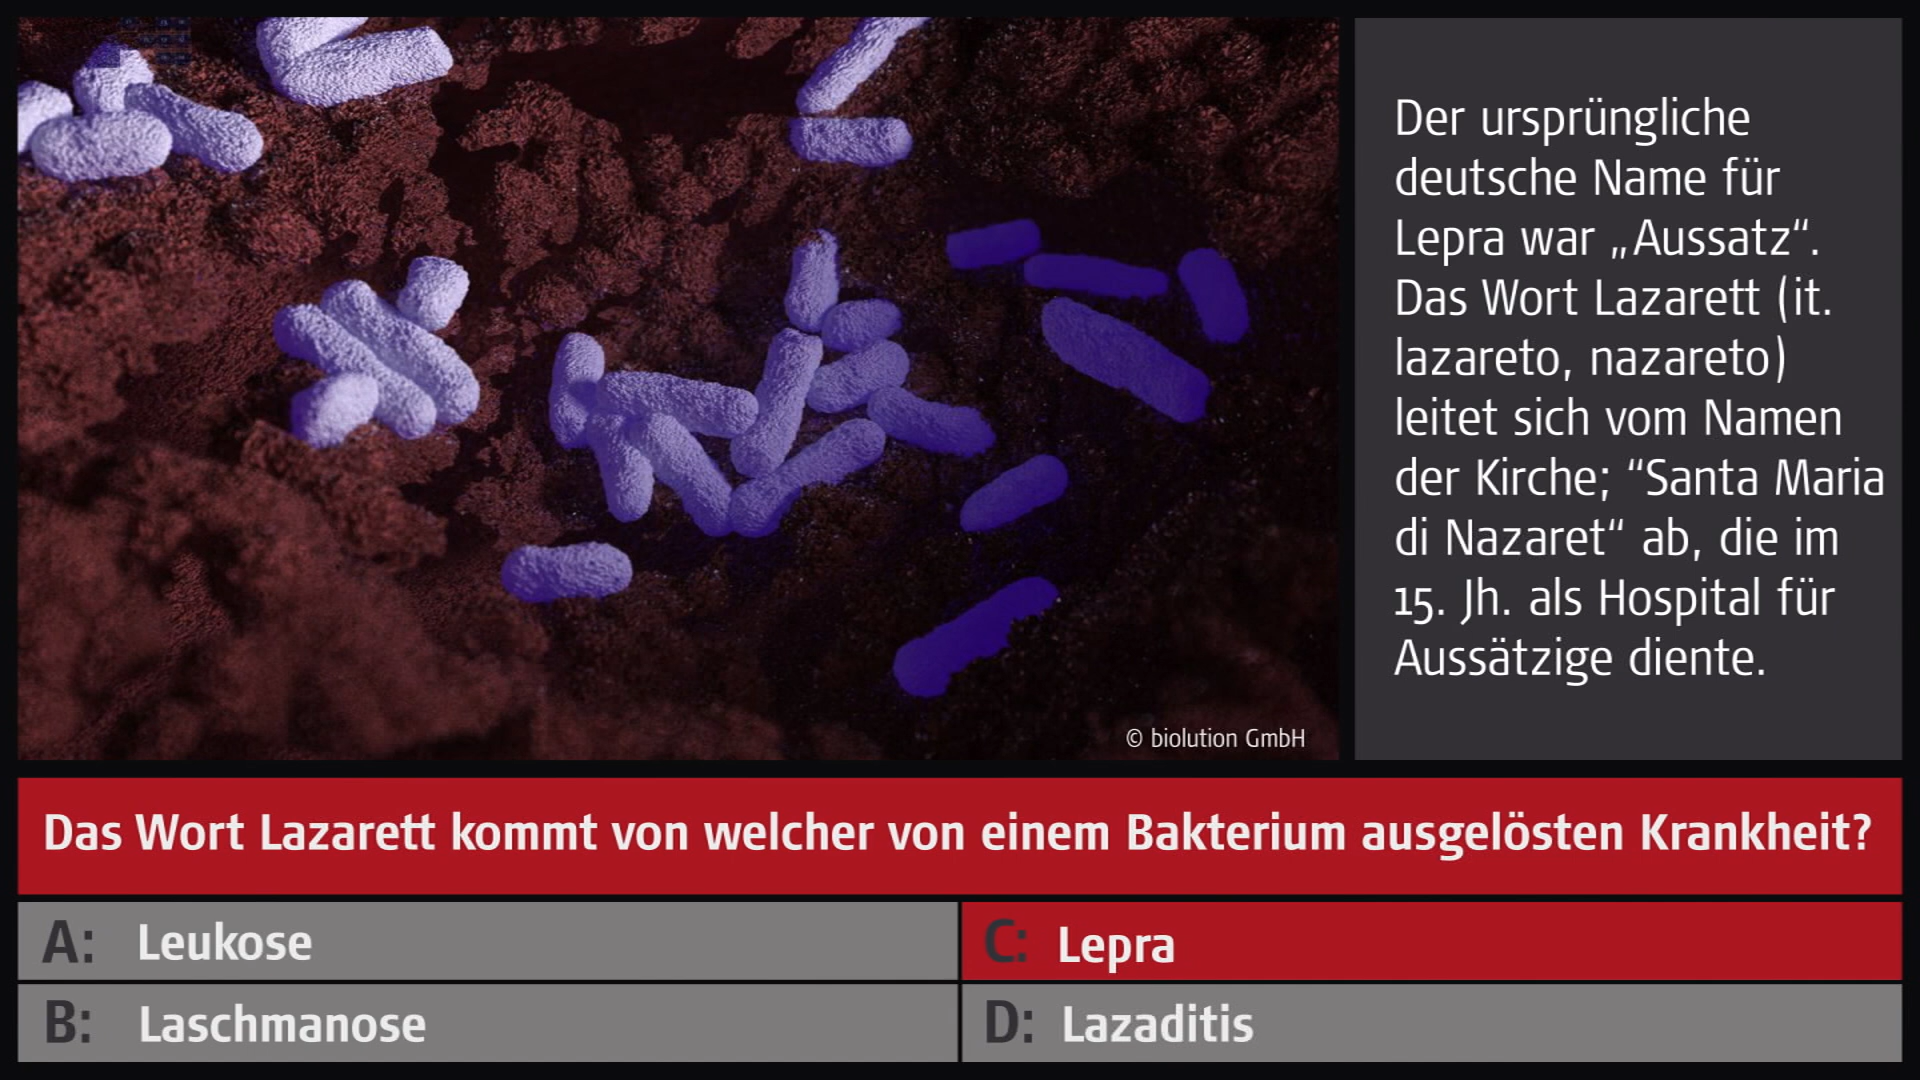 Der ursprüngliche
deutsche Name für
Lepra war „Aussatz“.
Das Wort Lazarett (it.
lazareto, nazareto)
leitet sich vom Namen
der Kirche; “Santa Maria
di Nazaret“ ab, die im
15. Jh. als Hospital für
Aussätzige diente.
© biolution GmbH
Das Wort Lazarett kommt von welcher von einem Bakterium ausgelösten Krankheit?
A: Leukose
B: Laschmanose
C: Lepra
D: Lazaditis